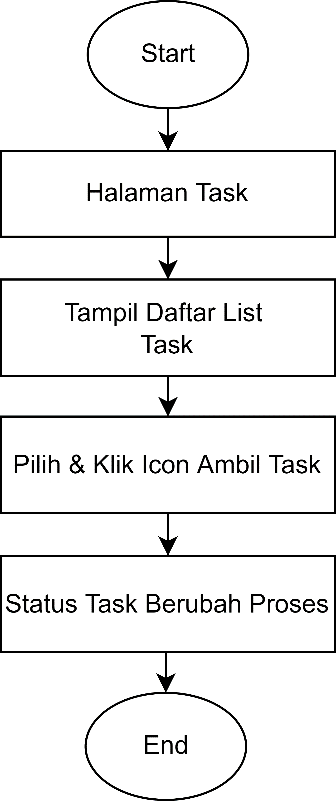 Start
Halaman Task
Tampil Daftar List
Task
Pilih & Klik Icon Ambil Task
Status Task Berubah Proses
End